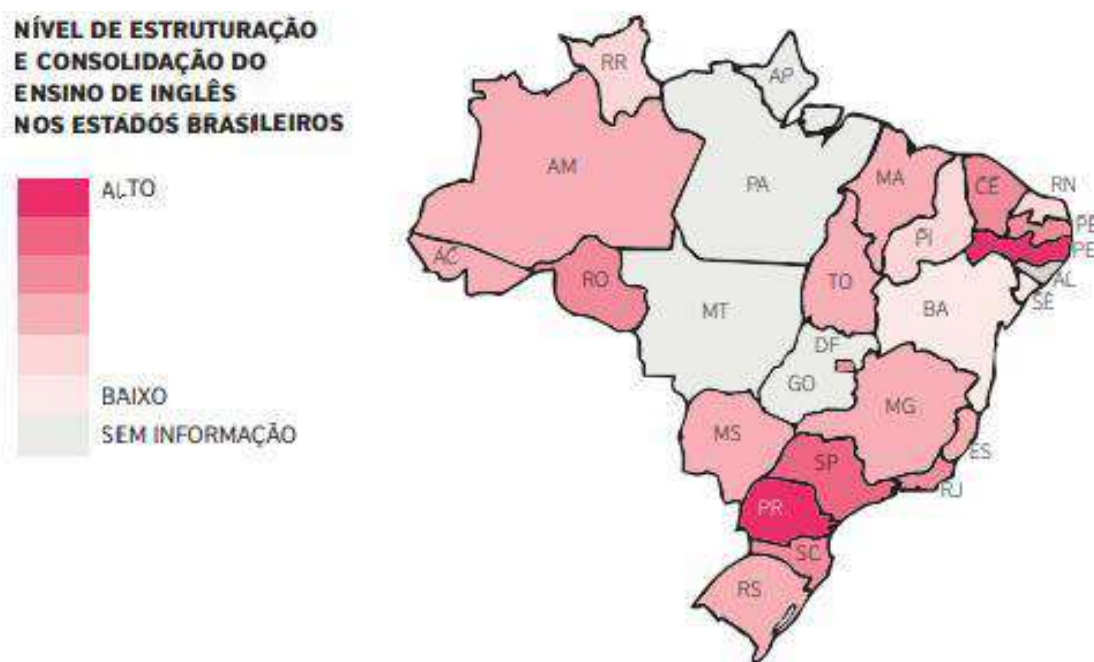 NÍVEL DE ESTRUTURAÇÃO
E CONSOLIDAÇÃO DO
ENSINO DE INGLÊS
NOS ESTADOS BRASILEIROS
ALTO
BAIXO
SEM INFORMAÇÃO
RR
AP
AM
PA
MA
CE
RN
PB
PI
PE
AC
RO
TO
AL
SE
MT
BA
DF
GO
MG
MS
ES
SP
RJ
PR
SC
RS